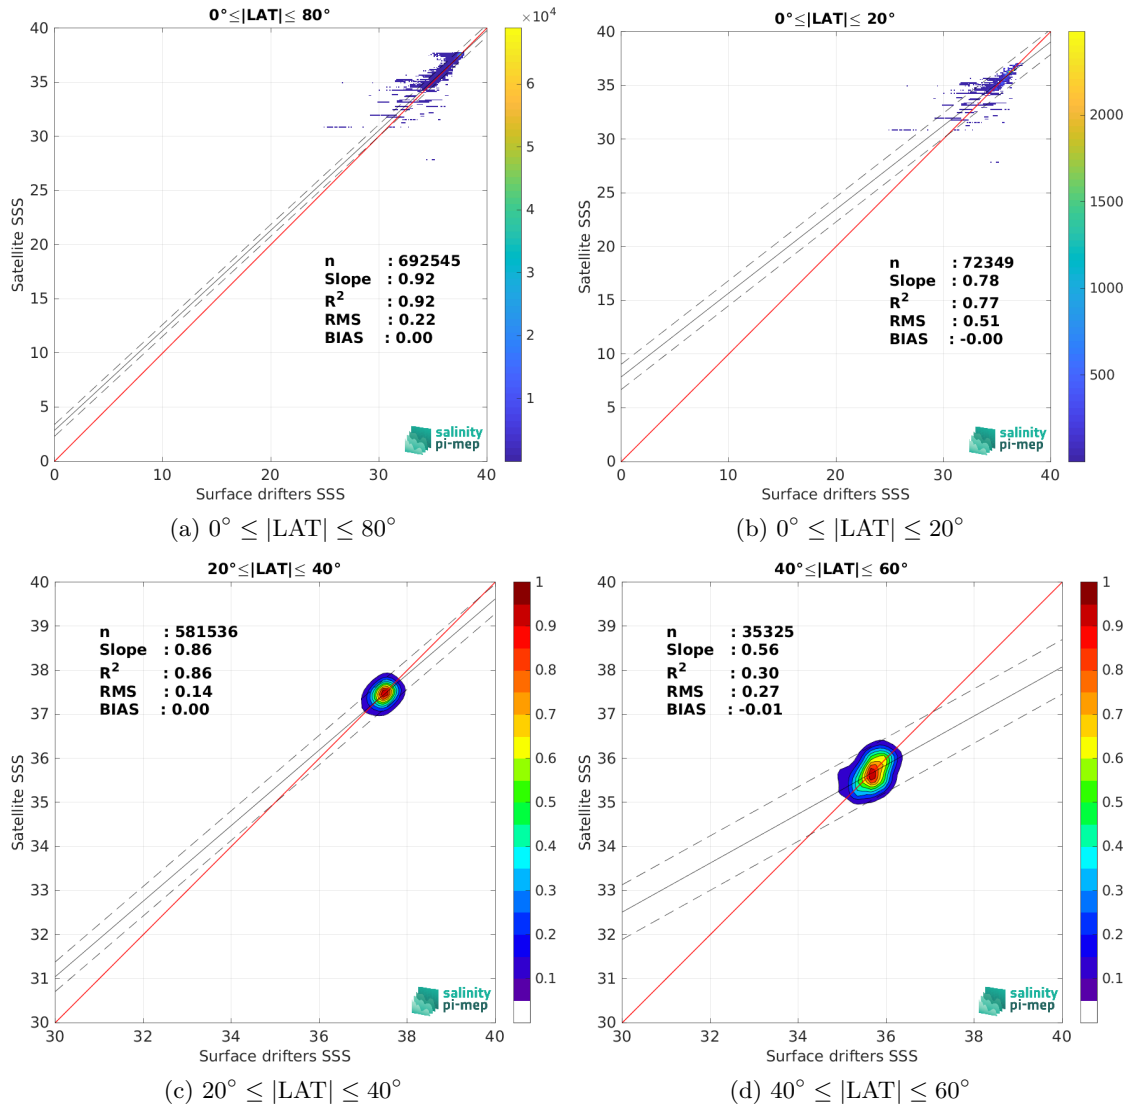 0°≤|LAT|≤ 80°
×10⁴
40
35
30
25
20
15
10
5
0
Satellite SSS
n : 692545
Slope : 0.92
R² : 0.92
RMS : 0.22
BIAS : 0.00
salinity
pi-mep
0 10 20 30 40
Surface drifters SSS
6
5
4
3
2
1
(a) 0° ≤ |LAT| ≤ 80°
0°≤|LAT|≤ 20°
40
35
30
25
20
15
10
5
0
Satellite SSS
n : 72349
Slope : 0.78
R² : 0.77
RMS : 0.51
BIAS : -0.00
salinity
pi-mep
0 10 20 30 40
Surface drifters SSS
2000
1500
1000
500
(b) 0° ≤ |LAT| ≤ 20°
20°≤|LAT|≤ 40°
40
39
38
37
36
35
34
33
32
31
30
Satellite SSS
n : 581536
Slope : 0.86
R² : 0.86
RMS : 0.14
BIAS : 0.00
salinity
pi-mep
30 32 34 36 38 40
Surface drifters SSS
1
0.9
0.8
0.7
0.6
0.5
0.4
0.3
0.2
0.1
(c) 20° ≤ |LAT| ≤ 40°
40°≤|LAT|≤ 60°
40
39
38
37
36
35
34
33
32
31
30
Satellite SSS
n : 35325
Slope : 0.56
R² : 0.30
RMS : 0.27
BIAS : -0.01
salinity
pi-mep
30 32 34 36 38 40
Surface drifters SSS
1
0.9
0.8
0.7
0.6
0.5
0.4
0.3
0.2
0.1
(d) 40° ≤ |LAT| ≤ 60°